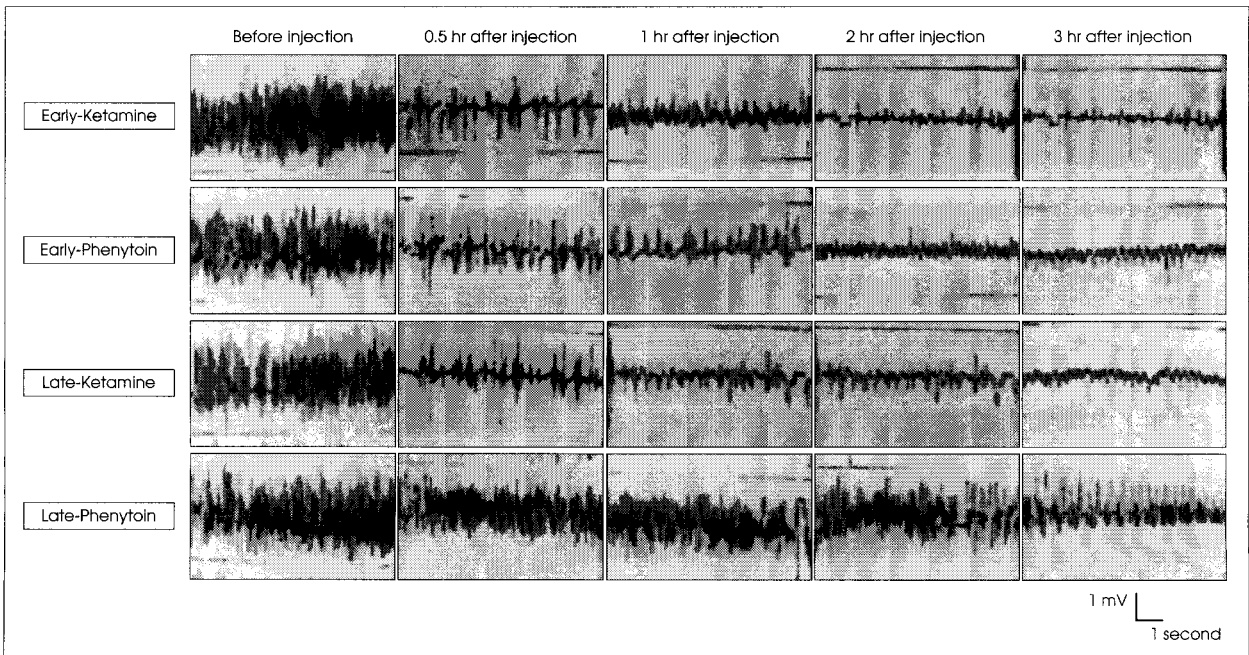 Before injection 0.5 hr after injection 1 hr after injection 2 hr after injection 3 hr after injection
Early-Ketamine
Early-Phenytoin
Late-Ketamine
Late-Phenytoin
1 mV
1 second